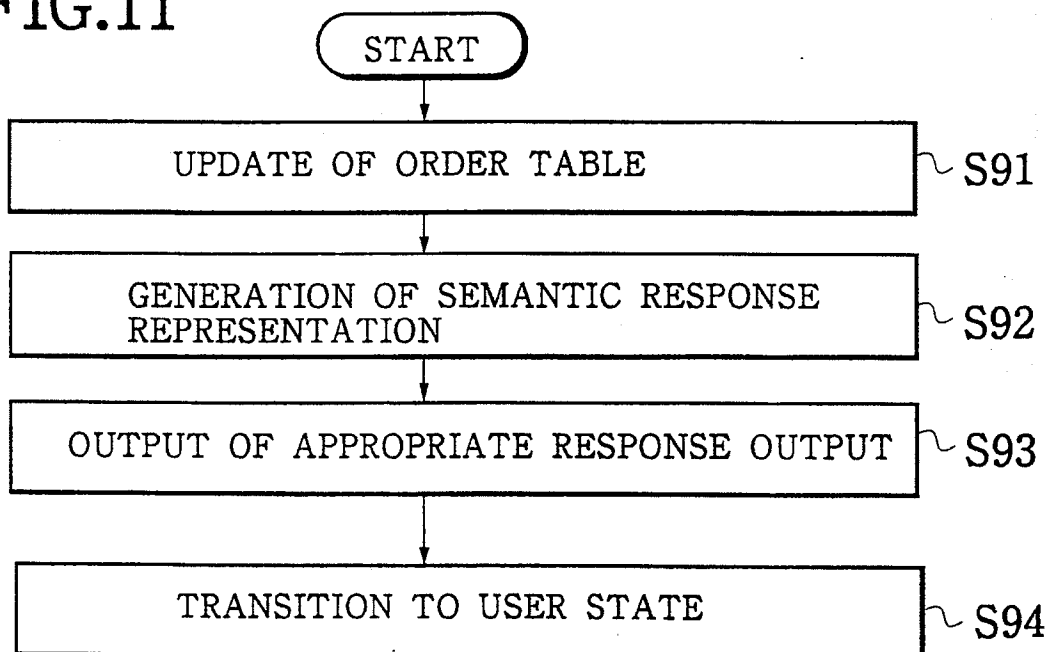 FIG.11
START
UPDATE OF ORDER TABLE
S91
GENERATION OF SEMANTIC RESPONSE
REPRESENTATION
S92
OUTPUT OF APPROPRIATE RESPONSE OUTPUT
S93
TRANSITION TO USER STATE
S94